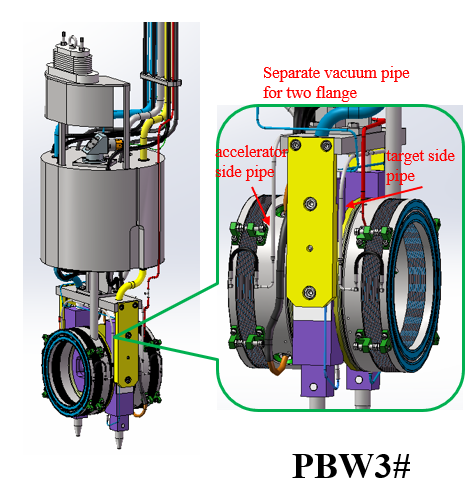 Separate vacuum pipe
for two flange
accelerator
side pipe
target side
pipe
PBW3#